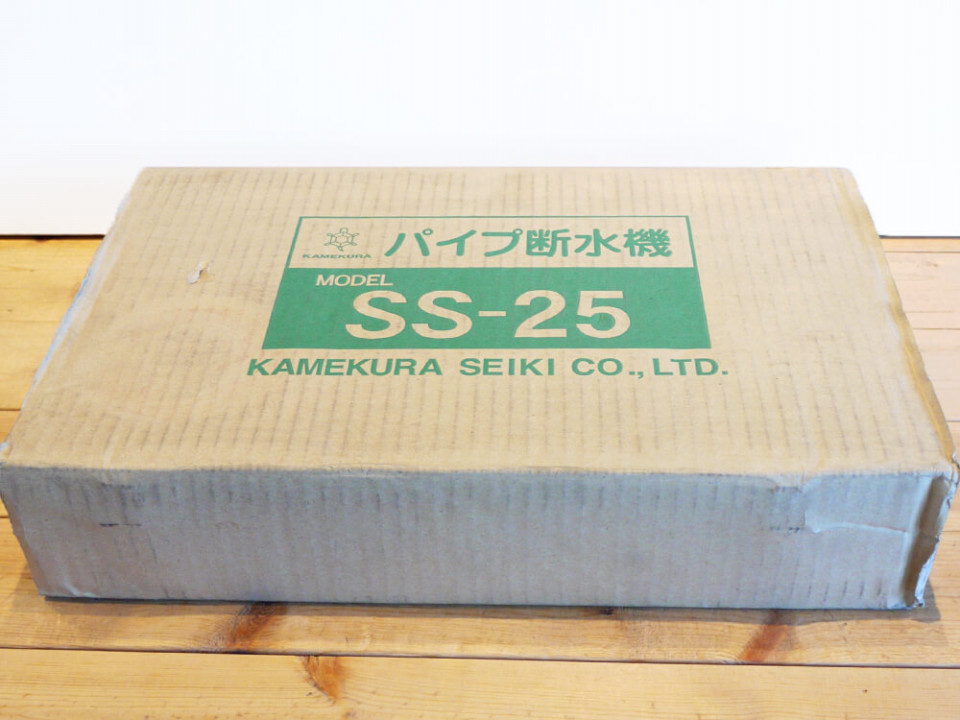 KAMEKURA
パイプ断水機
MODEL
SS-25
KAMEKURA SEIKI CO., LTD.